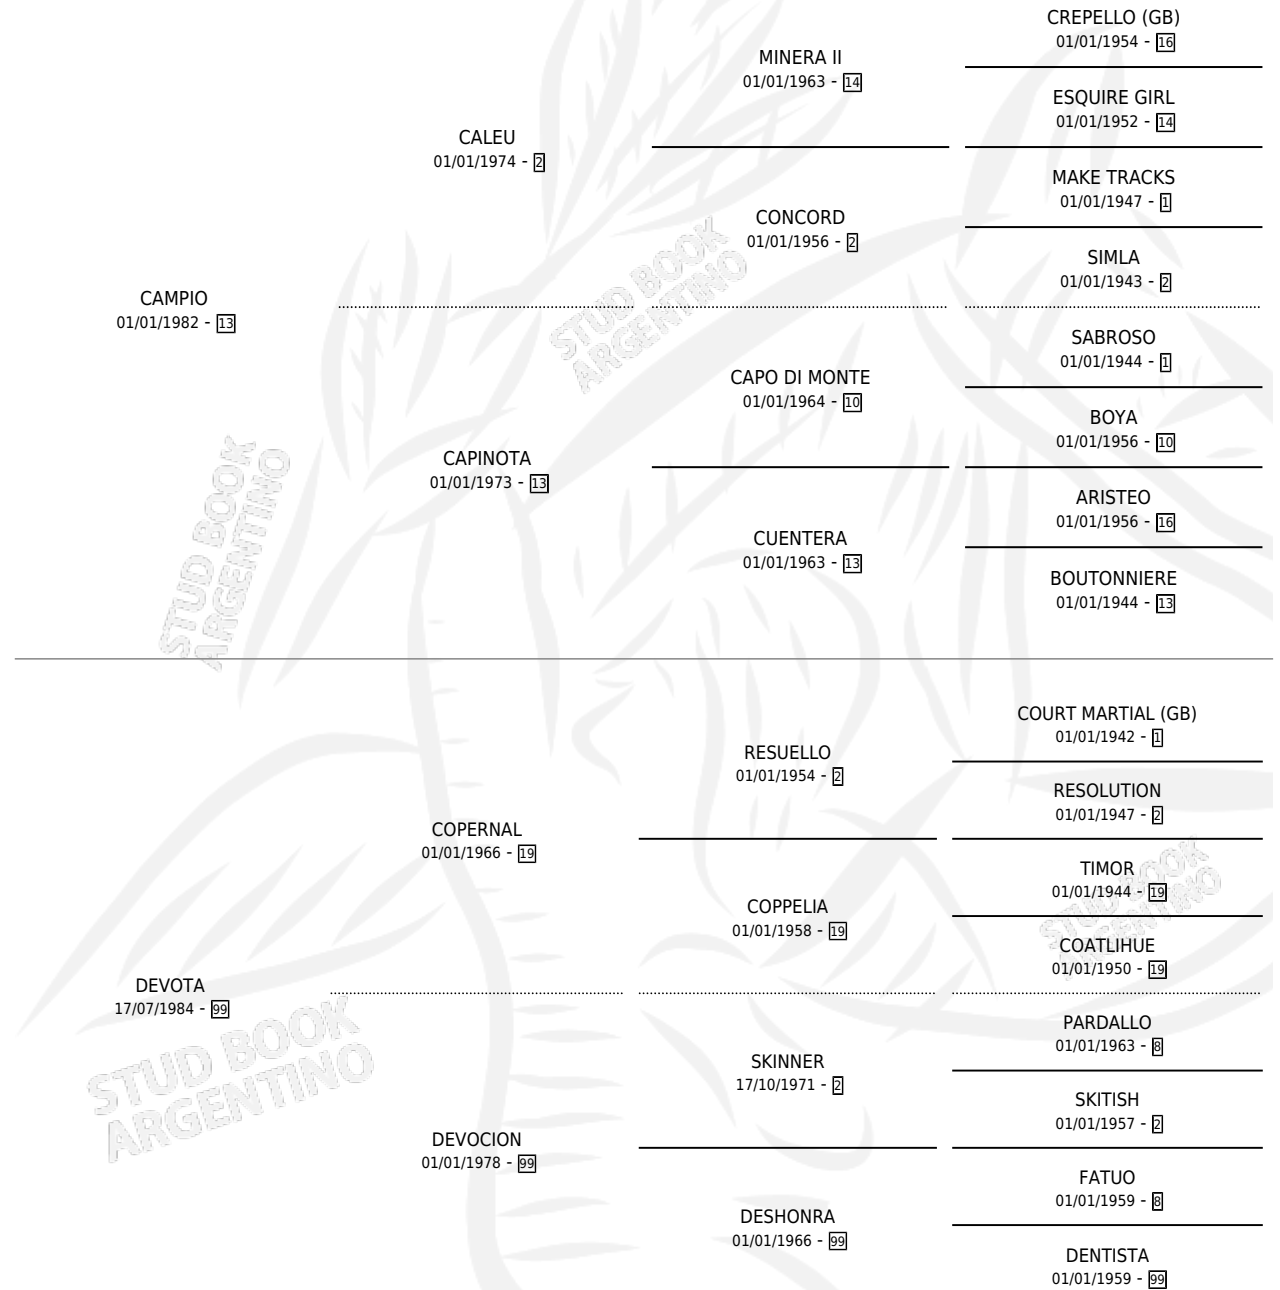 CREPELLO (GB)
01/01/1954 - 16
MINERA II
01/01/1963 - 14
ESQUIRE GIRL
01/01/1952 - 14
CALEU
01/01/1974 - 2
MAKE TRACKS
01/01/1947 - 1
CONCORD
01/01/1956 - 2
SIMLA
01/01/1943 - 2
CAMPIO
01/01/1982 - 13
SABROSO
01/01/1944 - 1
CAPO DI MONTE
01/01/1964 - 10
BOYA
01/01/1956 - 10
CAPINOTA
01/01/1973 - 13
ARISTEO
01/01/1956 - 16
CUENTERA
01/01/1963 - 13
BOUTONNIERE
01/01/1944 - 13
STUD BOOK
ARGENTINO
STUD BOOK
ARGENTINO
COURT MARTIAL (GB)
01/01/1942 - 1
RESUELLO
01/01/1954 - 2
RESOLUTION
01/01/1947 - 2
COPERNAL
01/01/1966 - 19
TIMOR
01/01/1944 - 19
COPPELIA
01/01/1958 - 19
COATLIHUE
01/01/1950 - 19
DEVOTA
17/07/1984 - 99
PARDALLO
01/01/1963 - 8
SKINNER
17/10/1971 - 2
SKITISH
01/01/1957 - 2
DEVOCION
01/01/1978 - 99
FATUO
01/01/1959 - 8
DESHONRA
01/01/1966 - 99
DENTISTA
01/01/1959 - 99
STUD BOOK
ARGENTINO
STUD BOOK
ARGENTINO